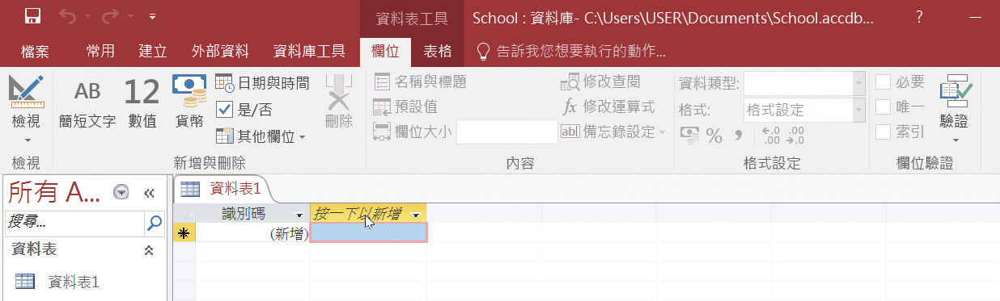 資料表工具 School : 資料庫- C:\Users\USER\Documents\School.accdb... ?
檔案 常用 建立 外部資料 資料庫工具 欄位 表格 告訴我您想要執行的動作...
檢視
檢視
AB
簡短文字
12
數值
貨幣
日期與時間
是/否
其他欄位
刪除
新增與刪除
名稱與標題
預設值
欄位大小
修改查閱
fx 修改運算式
ab 備忘錄設定
內容
資料類型:
格式: 格式設定
% , ←.0 .00 .00 →.0
格式設定
必要
唯一
索引
驗證
欄位驗證
所有 A... «
搜尋...
資料表
資料表1
資料表1
識別碼 按一下以新增
* (新增)